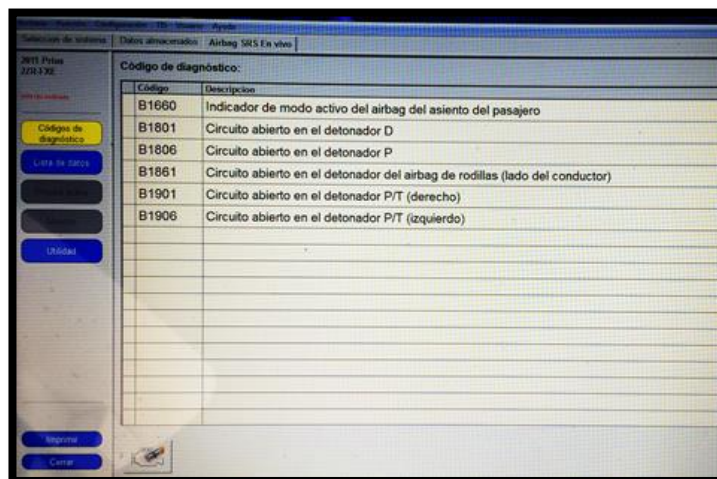 Ayuda
Selección de sistema Datos almacenados Airbag SRS En vivo
2011 Prius
2ZR-FXE
Código de diagnóstico:
Código Descripcion
B1660 Indicador de modo activo del airbag del asiento del pasajero
B1801 Circuito abierto en el detonador D
B1806 Circuito abierto en el detonador P
B1861 Circuito abierto en el detonador del airbag de rodillas (lado del conductor)
B1901 Circuito abierto en el detonador P/T (derecho)
B1906 Circuito abierto en el detonador P/T (izquierdo)
Códigos de
diagnóstico
Lista de datos
Utilidad
Imprimir
Cerrar